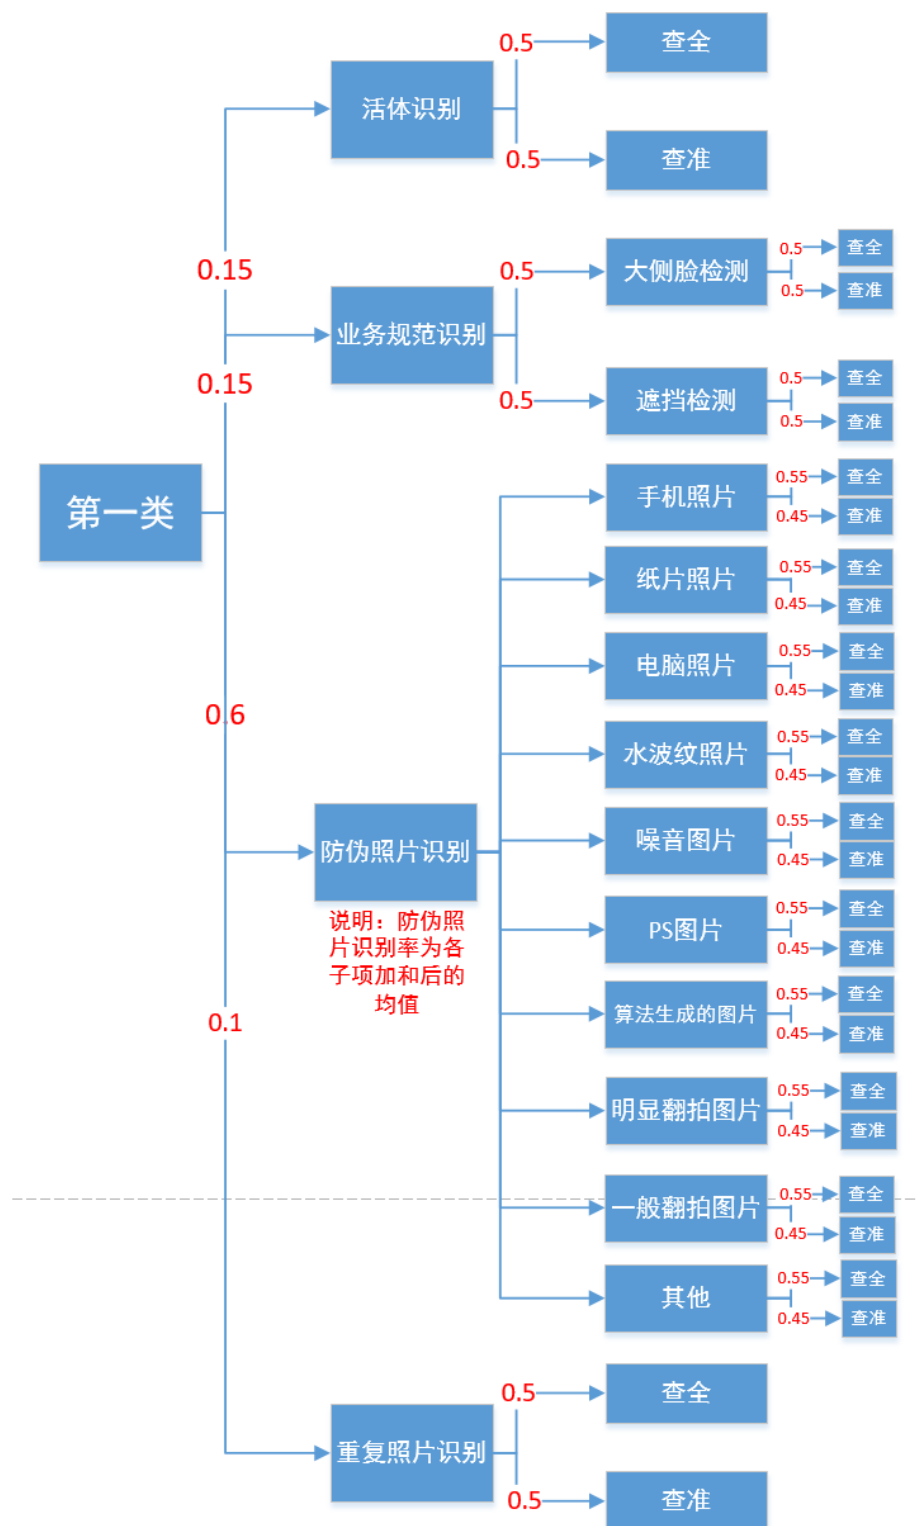 0.5
查全
活体识别
0.5
查准
0.15
0.5
大侧脸检测
0.5
查全
0.5
查准
业务规范识别
0.15
0.5
遮挡检测
0.5
查全
0.5
查准
第一类
手机照片
0.55
查全
0.45
查准
纸片照片
0.55
查全
0.45
查准
电脑照片
0.55
查全
0.45
查准
0.6
水波纹照片
0.55
查全
0.45
查准
防伪照片识别
说明：防伪照
片识别率为各
子项加和后的
均值
噪音图片
0.55
查全
0.45
查准
PS图片
0.55
查全
0.45
查准
算法生成的图片
0.55
查全
0.45
查准
0.1
明显翻拍图片
0.55
查全
0.45
查准
一般翻拍图片
0.55
查全
0.45
查准
其他
0.55
查全
0.45
查准
0.5
查全
重复照片识别
0.5
查准